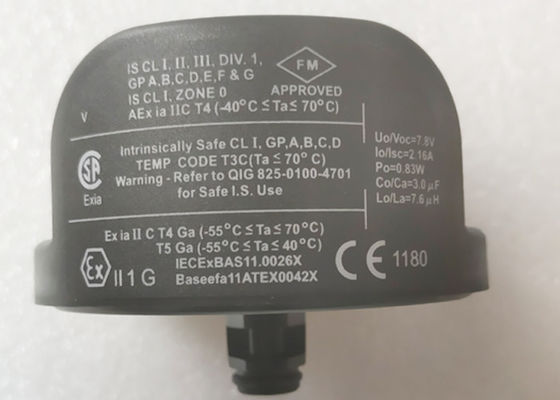 IS CL I, II, III, DIV. 1,
GP A,B,C,D,E,F & G
IS CL I, ZONE 0
AEx ia IIC T4 (-40°C ≤Ta≤ 70°C)
FM
APPROVED
V
Intrinsically Safe CL I, GP,A,B,C,D
TEMP CODE T3C(Ta ≤ 70° C)
Warning - Refer to QIG 825-0100-4701
for Safe I.S. Use
SA
Exia
Uo/Voc=7.8V
Io/Isc=2.16A
Po=0.83W
Co/Ca=3.0 µF
Lo/La=7.6 µH
Ex ia II C T4 Ga (-55°C ≤Ta ≤ 70°C)
T5 Ga (-55°C ≤Ta ≤ 40°C)
IECExBAS11.0026X
Baseefa11ATEX0042X
Ex II 1 G
CE 1180